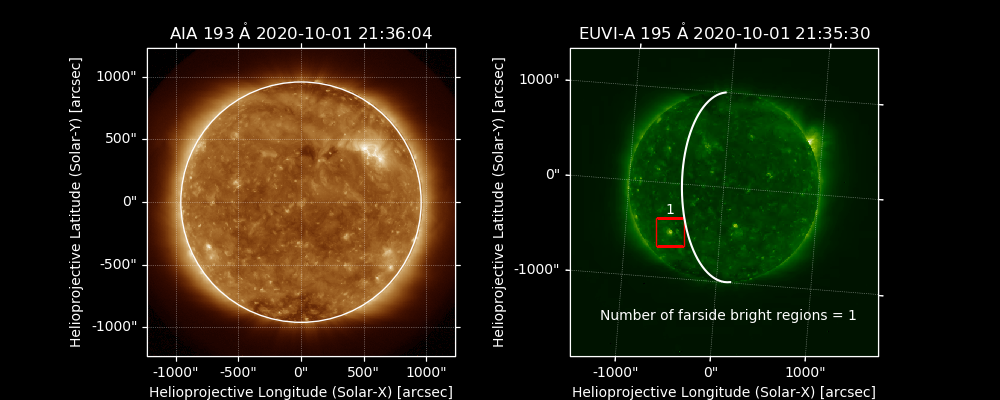 AIA 193 Å 2020-10-01 21:36:04
1000"
500"
0"
-500"
-1000"
-1000"
-500"
0"
500"
1000"
Helioprojective Longitude (Solar-X) [arcsec]
Helioprojective Latitude (Solar-Y) [arcsec]
EUVI-A 195 Å 2020-10-01 21:35:30
1000"
0"
-1000"
1
Number of farside bright regions = 1
-1000"
0"
1000"
Helioprojective Longitude (Solar-X) [arcsec]
Helioprojective Latitude (Solar-Y) [arcsec]